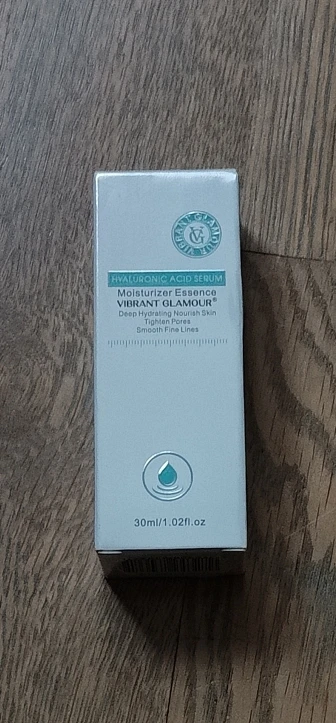 VIBRANT GLAMOUR
VG
HYALURONIC ACID SERUM
Moisturizer Essence
VIBRANT GLAMOUR®
Deep Hydrating Nourish Skin
Tighten Pores
Smooth Fine Lines
30ml/1.02fl.oz